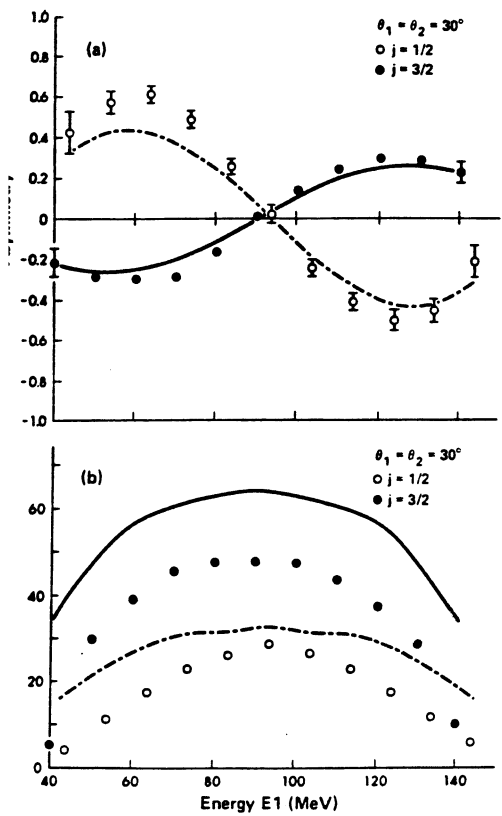 1.0
0.8
0.6
0.4
0.2
0
-0.2
-0.4
-0.6
-0.8
-1.0
(a)
θ₁ = θ₂ = 30°
○ j = 1/2
● j = 3/2
60
40
20
0
(b)
θ₁ = θ₂ = 30°
○ j = 1/2
● j = 3/2
40 60 80 100 120 140
Energy E1 (MeV)